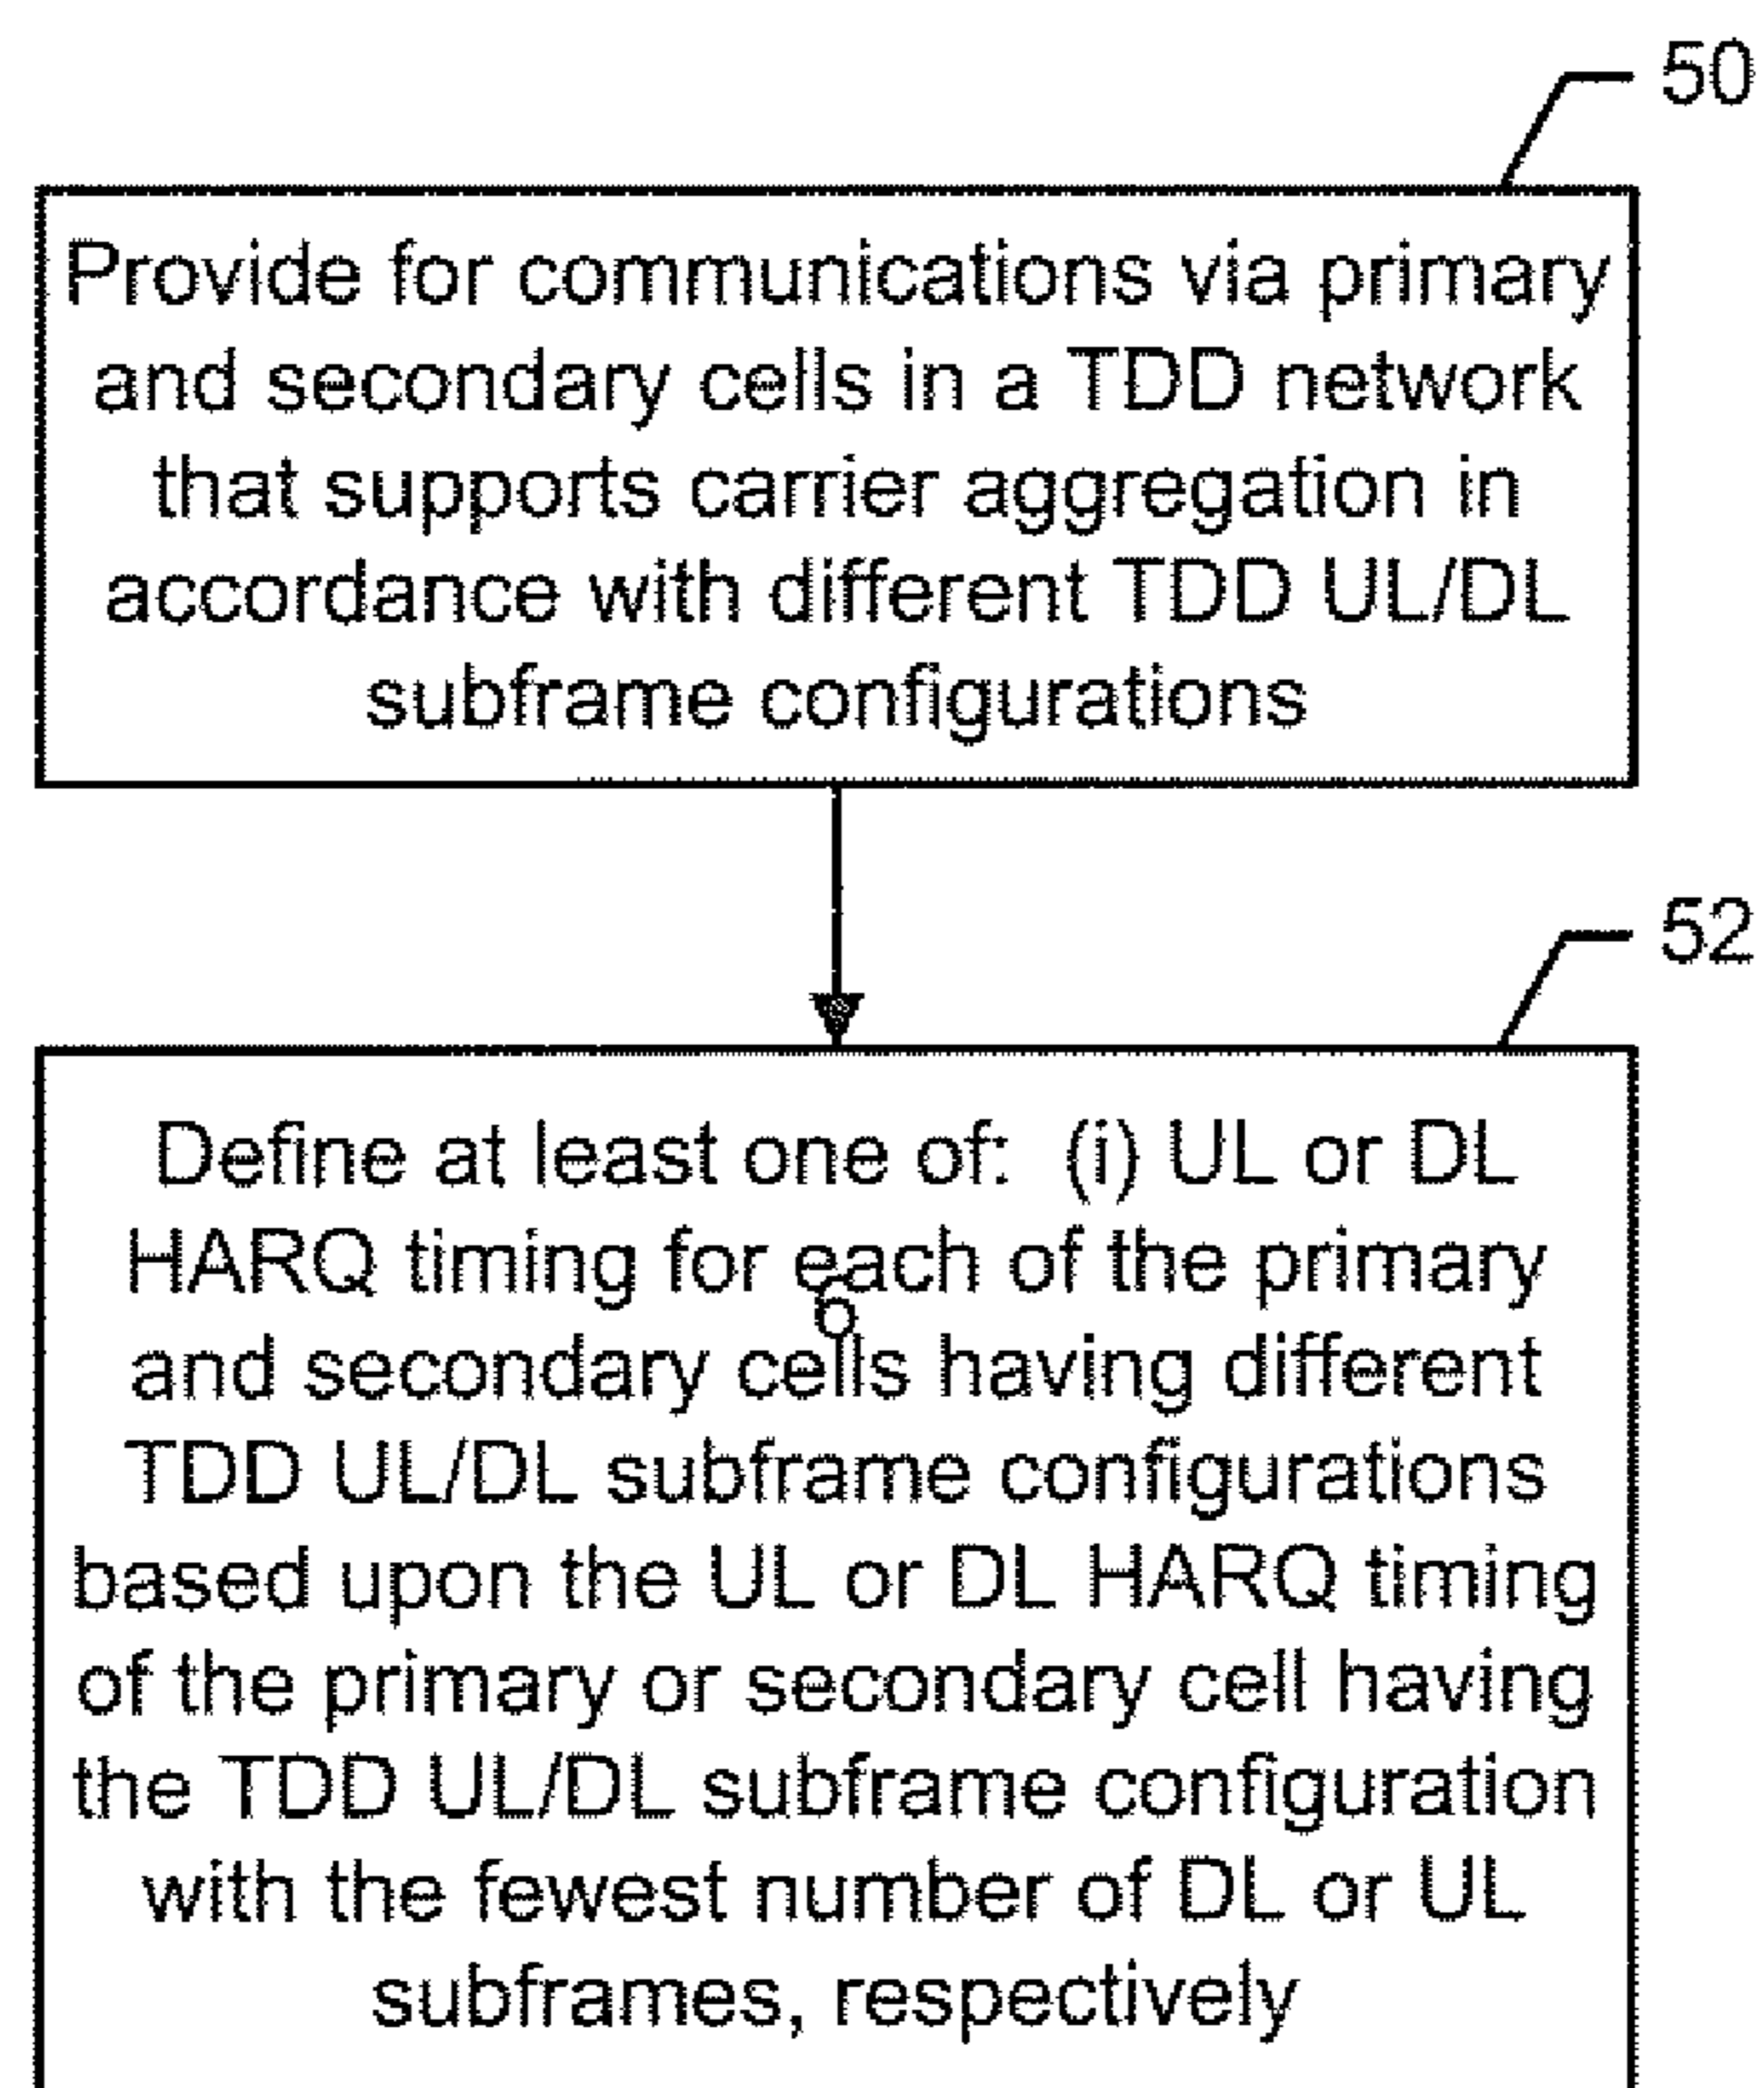 50
Provide for communications via primary
and secondary cells in a TDD network
that supports carrier aggregation in
accordance with different TDD UL/DL
subframe configurations
52
Define at least one of: (i) UL or DL
HARQ timing for each of the primary
6
and secondary cells having different
TDD UL/DL subframe configurations
based upon the UL or DL HARQ timing
of the primary or secondary cell having
the TDD UL/DL subframe configuration
with the fewest number of DL or UL
subframes, respectively